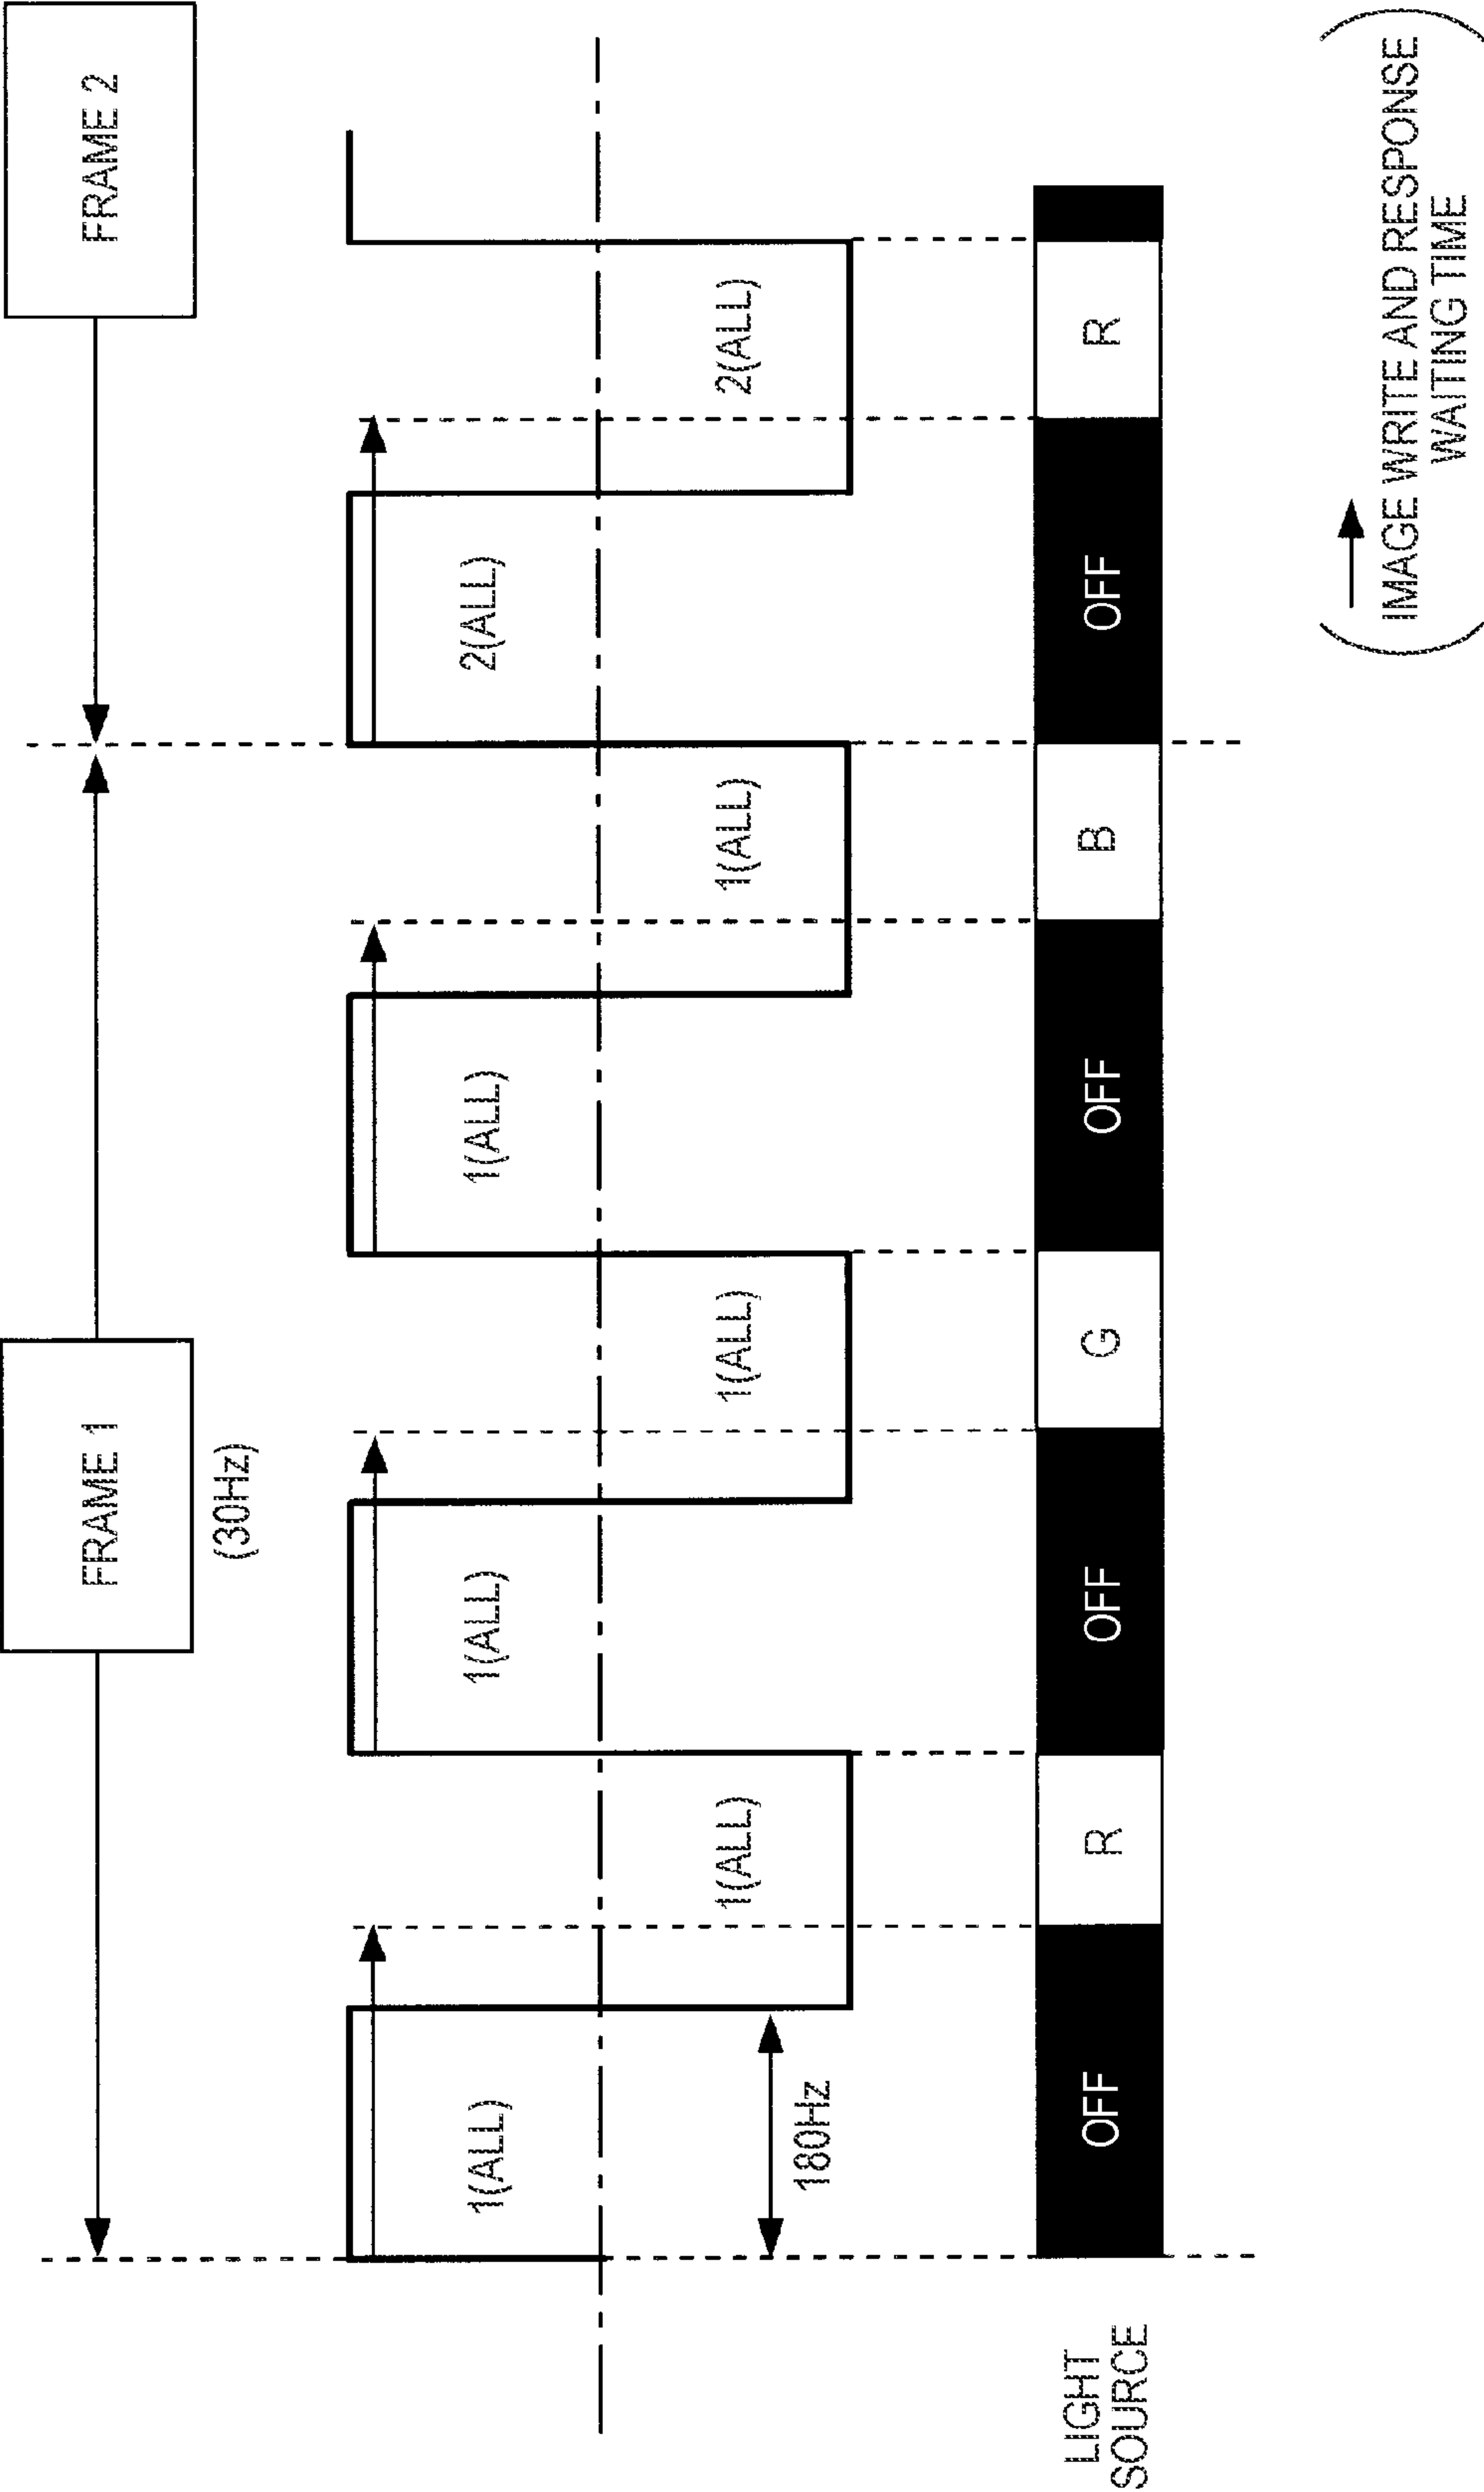 FRAME 1
FRAME 2
(30Hz)
1(ALL)
1(ALL)
1(ALL)
2(ALL)
1(ALL)
1(ALL)
1(ALL)
2(ALL)
180Hz
LIGHT
SOURCE
OFF
R
OFF
G
OFF
B
OFF
R
IMAGE WRITE AND RESPONSE
WAITING TIME